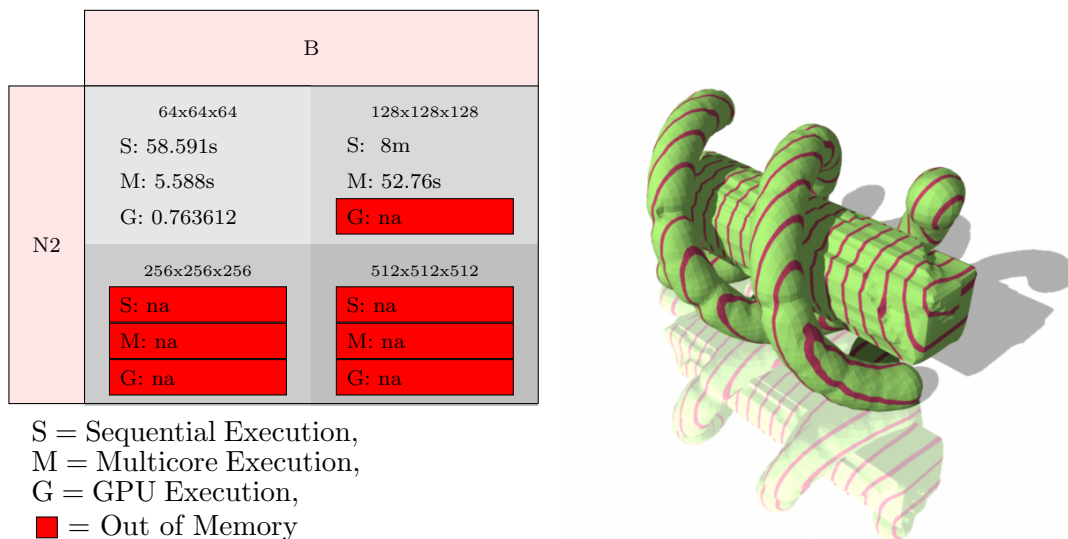 B
N2
64x64x64
S: 58.591s
M: 5.588s
G: 0.763612
128x128x128
S: 8m
M: 52.76s
G: na
256x256x256
S: na
M: na
G: na
512x512x512
S: na
M: na
G: na
S = Sequential Execution,
M = Multicore Execution,
G = GPU Execution,
= Out of Memory